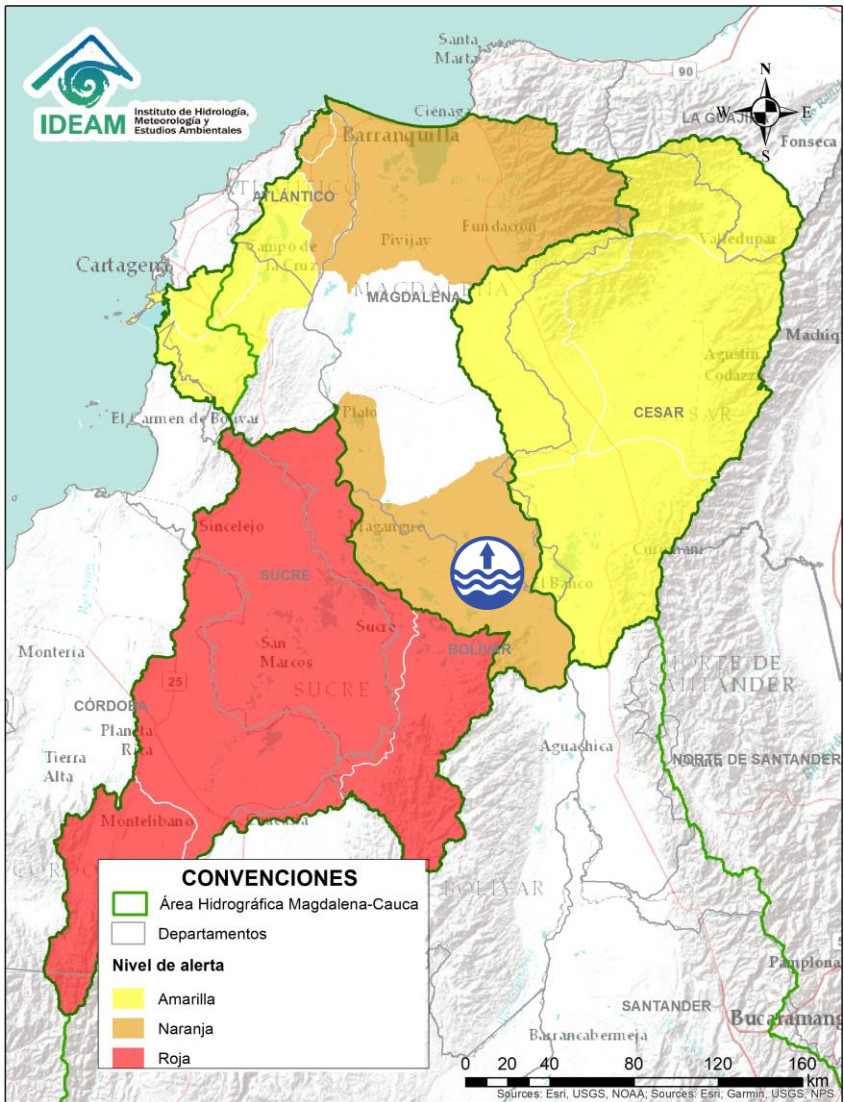 IDEAM
Instituto de Hidrología,
Meteorología y
Estudios Ambientales
Santa
Marta
90
N
W
E
S
LA GUAJIRA
Fonseca
Ciénaga
Barranquilla
ATLÁNTICO
Valledupar
Fundación
Pivijay
Campo de
la Cruz
Cartagena
MAGDALENA
Machiq
Agustín
Codazzi
CESAR
El Carmen de Bolívar
Plato
Magangué
Sincelejo
Curumaní
SUCRE
El Banco
Sucre
BOLÍVAR
Montería
San
Marcos
SUCRE
NORTE DE
SANTANDER
25
CÓRDOBA
Planeta
Rica
Tierra
Alta
Aguachica
NORTE DE SANTANDER
Montelíbano
Caucasia
BOLÍVAR
CONVENCIONES
Área Hidrográfica Magdalena-Cauca
Departamentos
Nivel de alerta
Amarilla
Naranja
Roja
Pamplona
SANTANDER
Bucaramang
Barrancabermeja
0 20 40 80 120 160
km
Sources: Esri, USGS, NOAA; Sources: Esri, Garmin, USGS, NPS